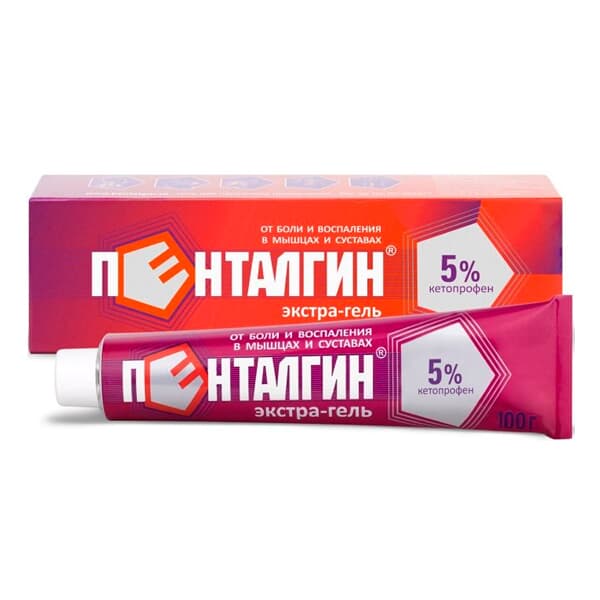 ОТ БОЛИ И ВОСПАЛЕНИЯ
В МЫШЦАХ И СУСТАВАХ
ПЕНТАЛГИН®
экстра-гель
5%
кетопрофен
ОТ БОЛИ И ВОСПАЛЕНИЯ
В МЫШЦАХ И СУСТАВАХ
ПЕНТАЛГИН®
экстра-гель
5%
кетопрофен
100 г